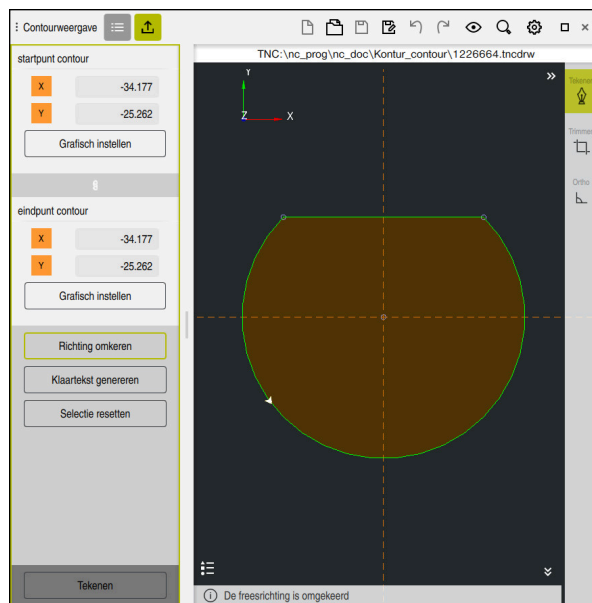 Contourweergave
TNC:\nc_prog\nc_doc\Kontur_contour\1226664.tncdrw
startpunt contour
X -34.177
Y -25.262
Grafisch instellen
eindpunt contour
X -34.177
Y -25.262
Grafisch instellen
Richting omkeren
Klaartekst genereren
Selectie resetten
Tekenen
Y
Z X
De freesrichting is omgekeerd
Tekenen
Trimmen
Ortho